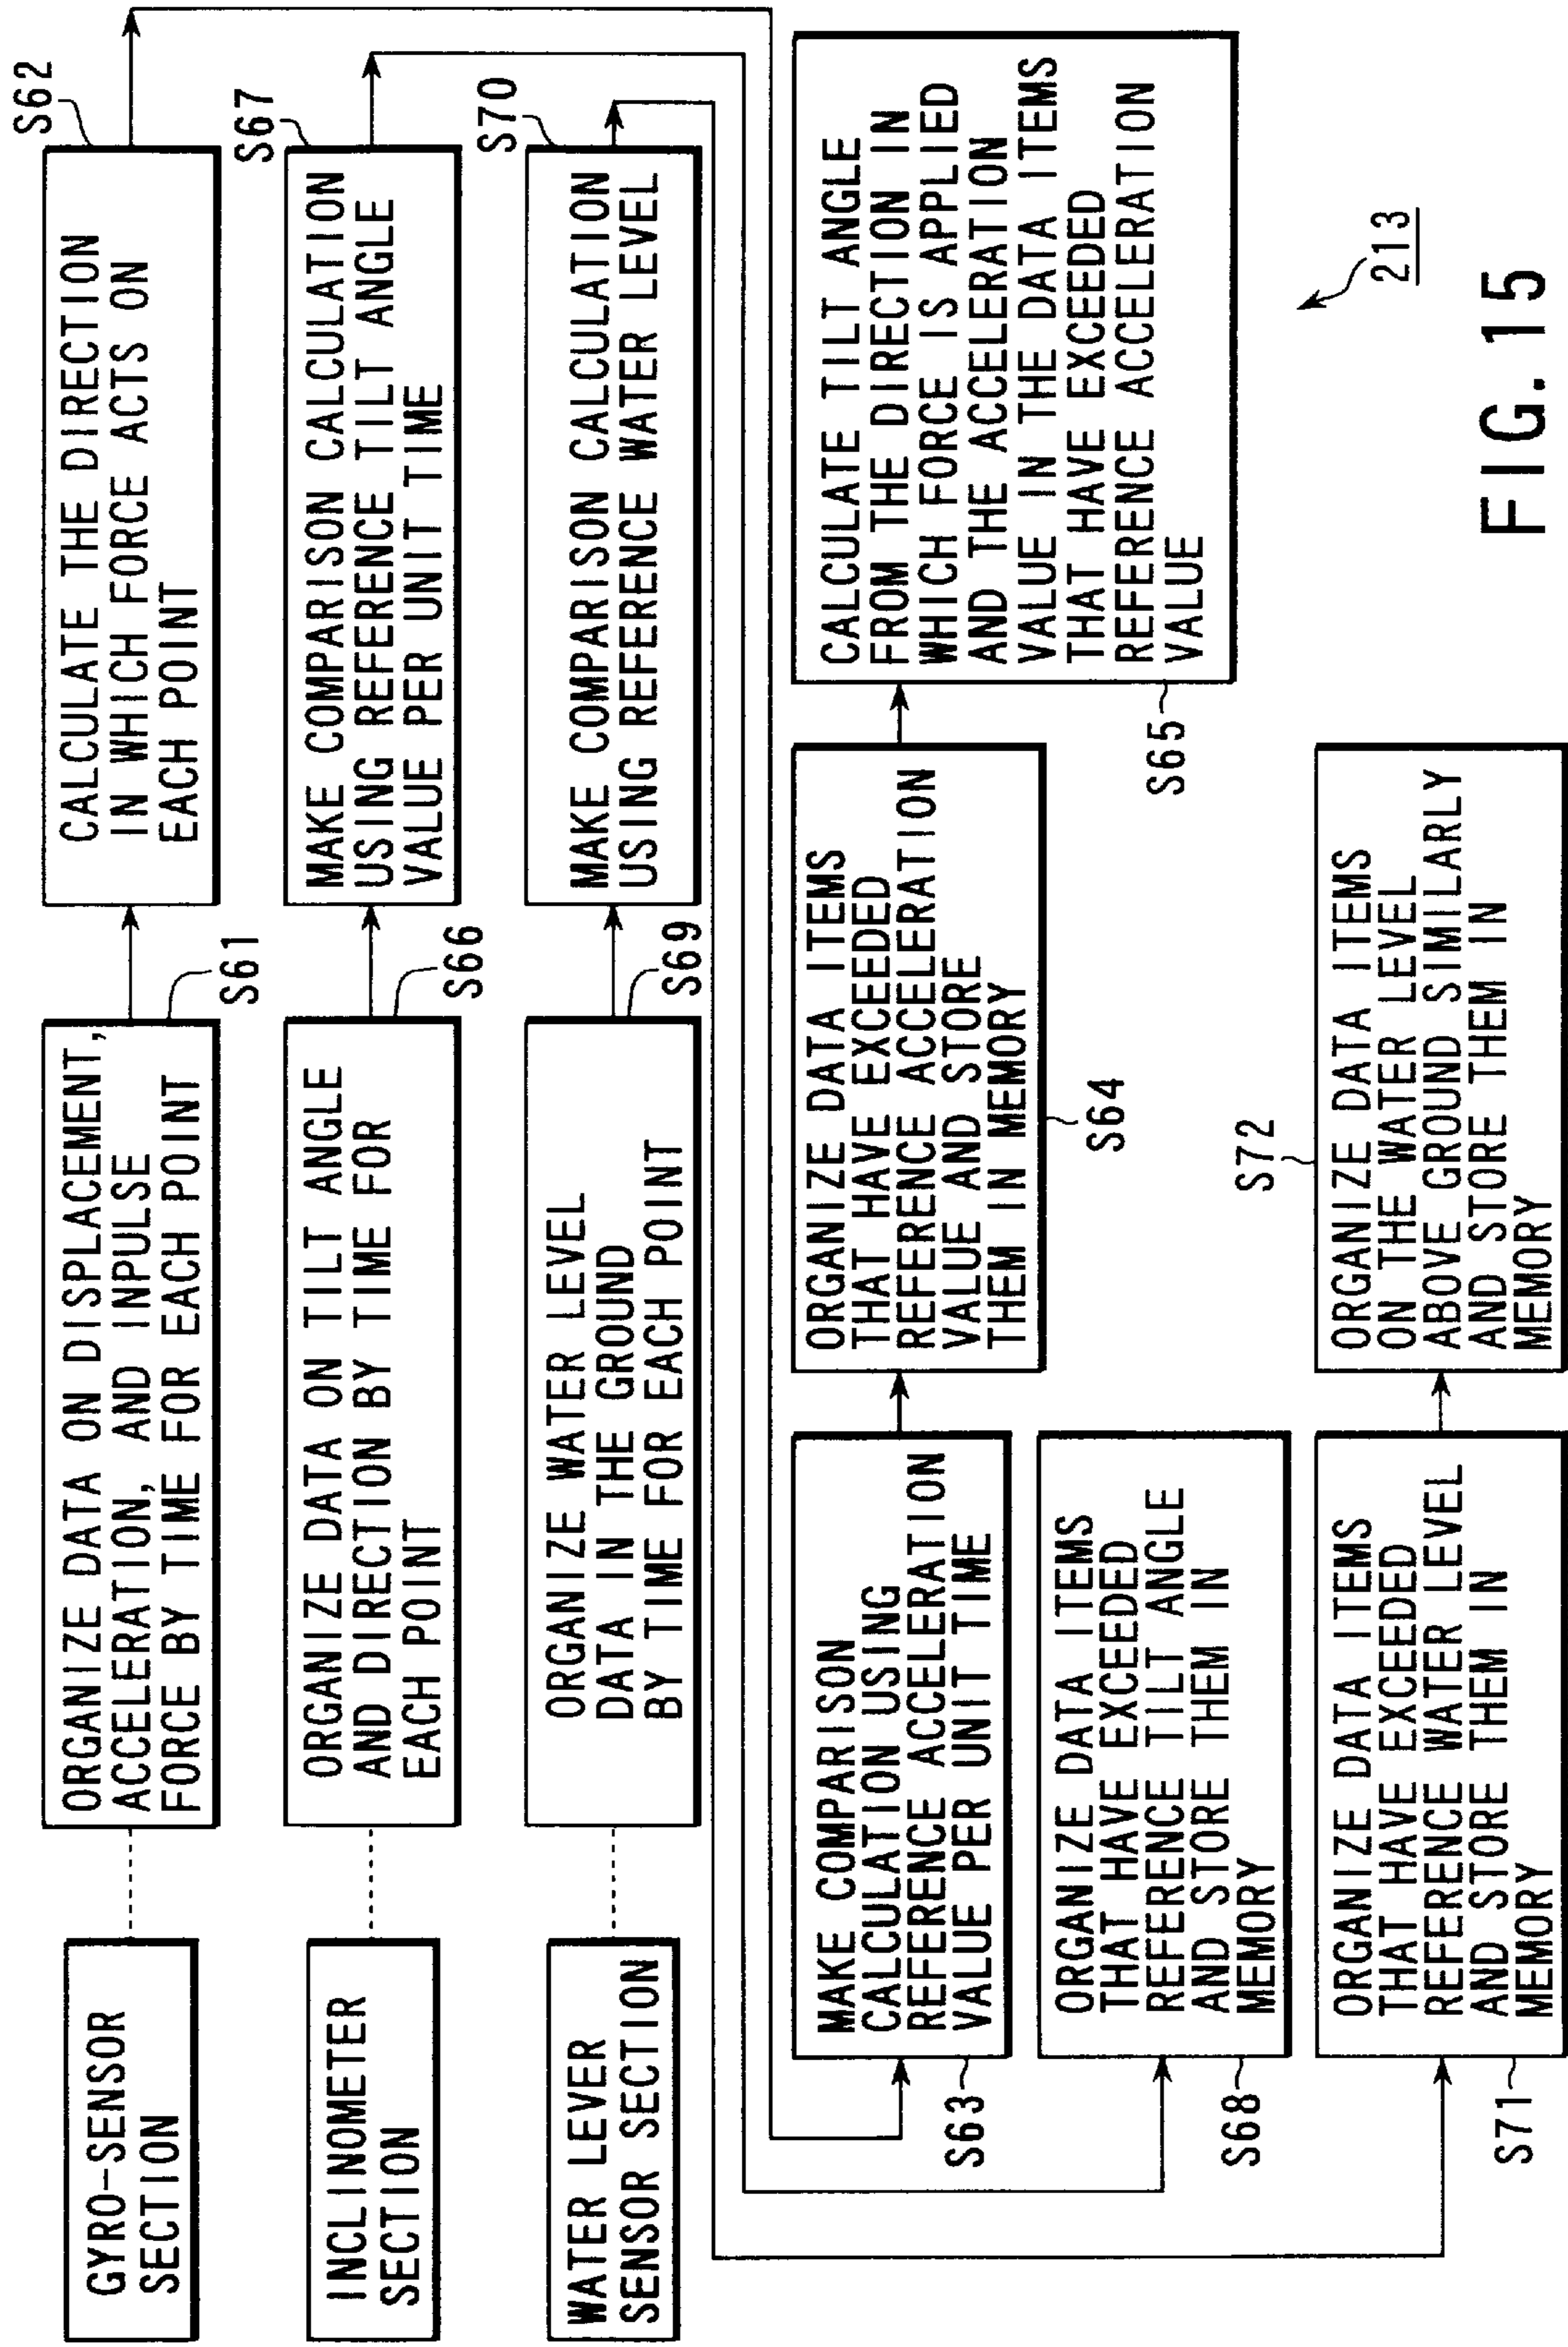 GYRO-SENSOR
SECTION
ORGANIZE DATA ON DISPLACEMENT,
ACCELERATION, AND INPULSE
FORCE BY TIME FOR EACH POINT
S61
CALCULATE THE DIRECTION
IN WHICH FORCE ACTS ON
EACH POINT
S62
INCLINOMETER
SECTION
ORGANIZE DATA ON TILT ANGLE
AND DIRECTION BY TIME FOR
EACH POINT
S66
MAKE COMPARISON CALCULATION
USING REFERENCE TILT ANGLE
VALUE PER UNIT TIME
S67
WATER LEVER
SENSOR SECTION
ORGANIZE WATER LEVEL
DATA IN THE GROUND
BY TIME FOR EACH POINT
S69
MAKE COMPARISON CALCULATION
USING REFERENCE WATER LEVEL
S70
MAKE COMPARISON
CALCULATION USING
REFERENCE ACCELERATION
VALUE PER UNIT TIME
S63
ORGANIZE DATA ITEMS
THAT HAVE EXCEEDED
REFERENCE ACCELERATION
VALUE AND STORE
THEM IN MEMORY
S64
CALCULATE TILT ANGLE
FROM THE DIRECTION IN
WHICH FORCE IS APPLIED
AND THE ACCELERATION
VALUE IN THE DATA ITEMS
THAT HAVE EXCEEDED
REFERENCE ACCELERATION
VALUE
S65
ORGANIZE DATA ITEMS
THAT HAVE EXCEEDED
REFERENCE TILT ANGLE
AND STORE THEM IN
MEMORY
S68
ORGANIZE DATA ITEMS
THAT HAVE EXCEEDED
REFERENCE WATER LEVEL
AND STORE THEM IN
MEMORY
S71
ORGANIZE DATA ITEMS
ON THE WATER LEVEL
ABOVE GROUND SIMILARLY
AND STORE THEM IN
MEMORY
S72
213
FIG. 15